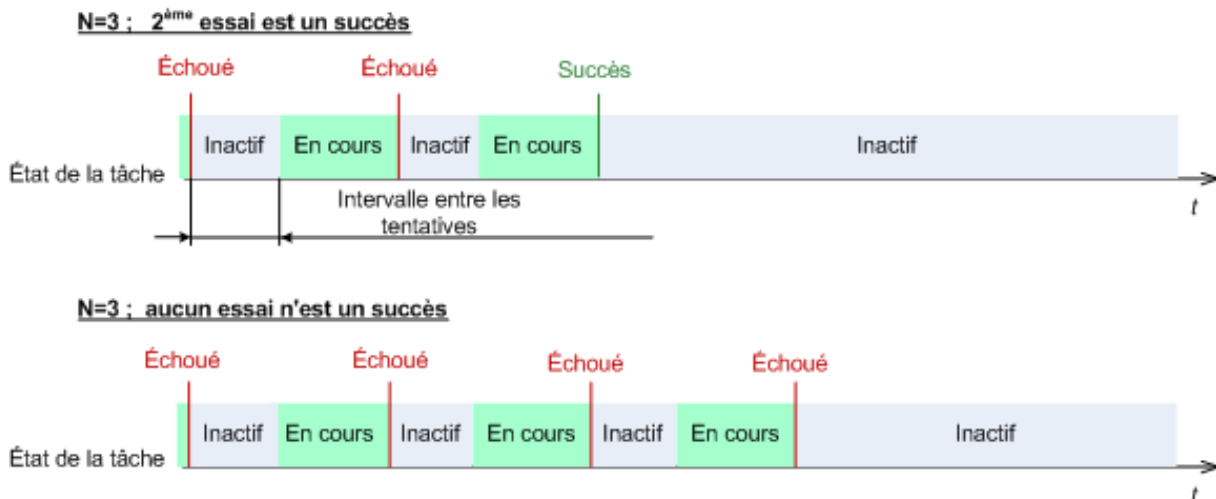 N=3 ; 2ème essai est un succès
Échoué Échoué Succès
Inactif En cours Inactif En cours Inactif
État de la tâche
Intervalle entre les
tentatives
t
N=3 ; aucun essai n'est un succès
Échoué Échoué Échoué Échoué
Inactif En cours Inactif En cours Inactif En cours Inactif
État de la tâche
t